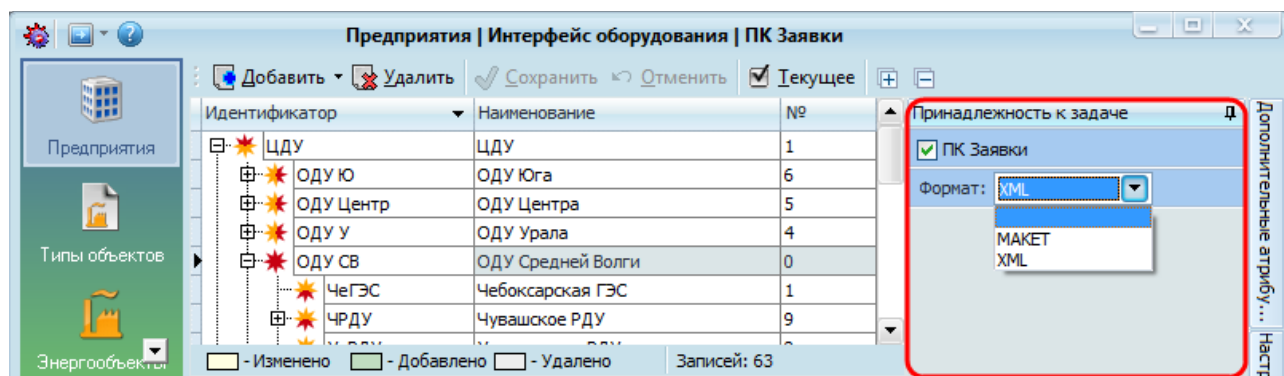 Предприятия | Интерфейс оборудования | ПК Заявки
Добавить Удалить Сохранить Отменить Текущее
Предприятия
Типы объектов
Энергообъекты
Идентификатор Наименование №
ЦДУ ЦДУ 1
ОДУ Ю ОДУ Юга 6
ОДУ Центр ОДУ Центра 5
ОДУ У ОДУ Урала 4
ОДУ СВ ОДУ Средней Волги 0
ЧеГЭС Чебоксарская ГЭС 1
ЧРДУ Чувашское РДУ 9
- Изменено - Добавлено - Удалено Записей: 63
Принадлежность к задаче
ПК Заявки
Формат: XML
МАКЕТ
XML
Дополнительные атрибу...
Настр